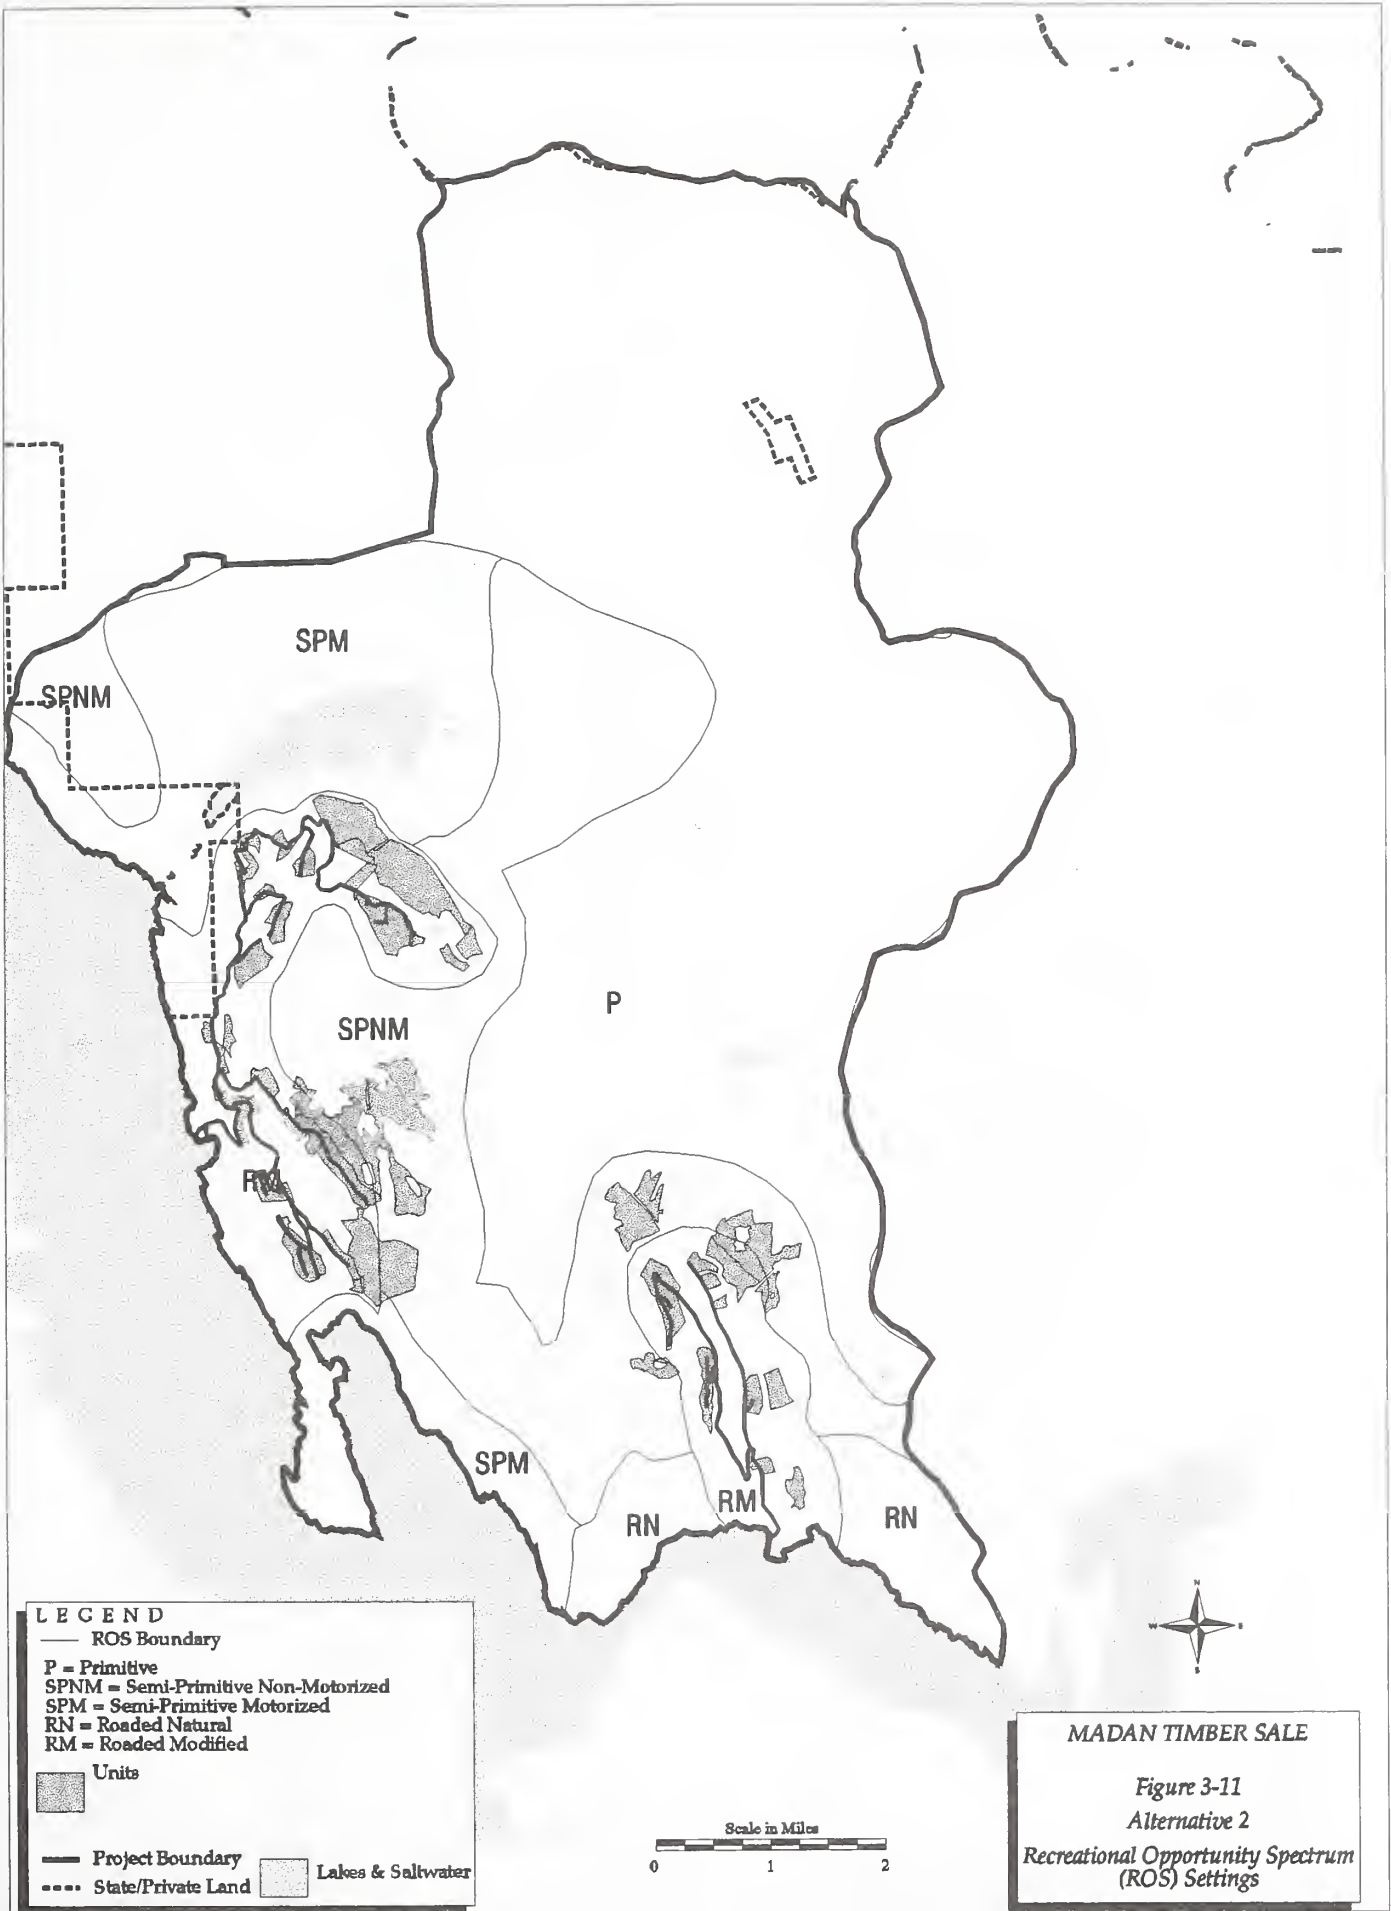 SPM
SPNM
P
SPNM
RM
SPM
RM
RN
RN
LEGEND
ROS Boundary
P = Primitive
SPNM = Semi-Primitive Non-Motorized
SPM = Semi-Primitive Motorized
RN = Roaded Natural
RM = Roaded Modified
Units
Project Boundary
State/Private Land
Lakes & Saltwater
Scale in Miles
0 1 2
N
W E
S
MADAN TIMBER SALE
Figure 3-11
Alternative 2
Recreational Opportunity Spectrum
(ROS) Settings